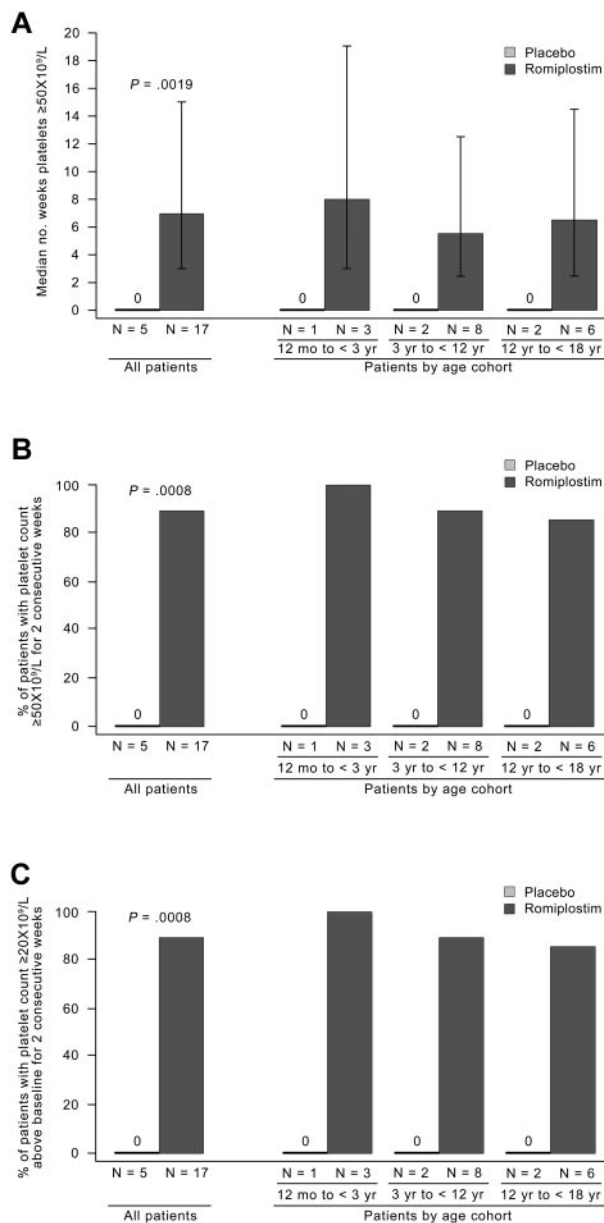 A
Median no. weeks platelets ≥50X10⁹/L
20
18
16
14
12
10
8
6
4
2
0
P = .0019
Placebo
Romiplostim
0 0 0 0
N = 5 N = 17 N = 1 N = 3 N = 2 N = 8 N = 2 N = 6
12 mo to < 3 yr 3 yr to < 12 yr 12 yr to < 18 yr
All patients Patients by age cohort
B
% of patients with platelet count
≥50X10⁹/L for 2 consecutive weeks
100
80
60
40
20
0
P = .0008
Placebo
Romiplostim
0 0 0 0
N = 5 N = 17 N = 1 N = 3 N = 2 N = 8 N = 2 N = 6
12 mo to < 3 yr 3 yr to < 12 yr 12 yr to < 18 yr
All patients Patients by age cohort
C
% of patients with platelet count ≥20X10⁹/L
above baseline for 2 consecutive weeks
100
80
60
40
20
0
P = .0008
Placebo
Romiplostim
0 0 0 0
N = 5 N = 17 N = 1 N = 3 N = 2 N = 8 N = 2 N = 6
12 mo to < 3 yr 3 yr to < 12 yr 12 yr to < 18 yr
All patients Patients by age cohort